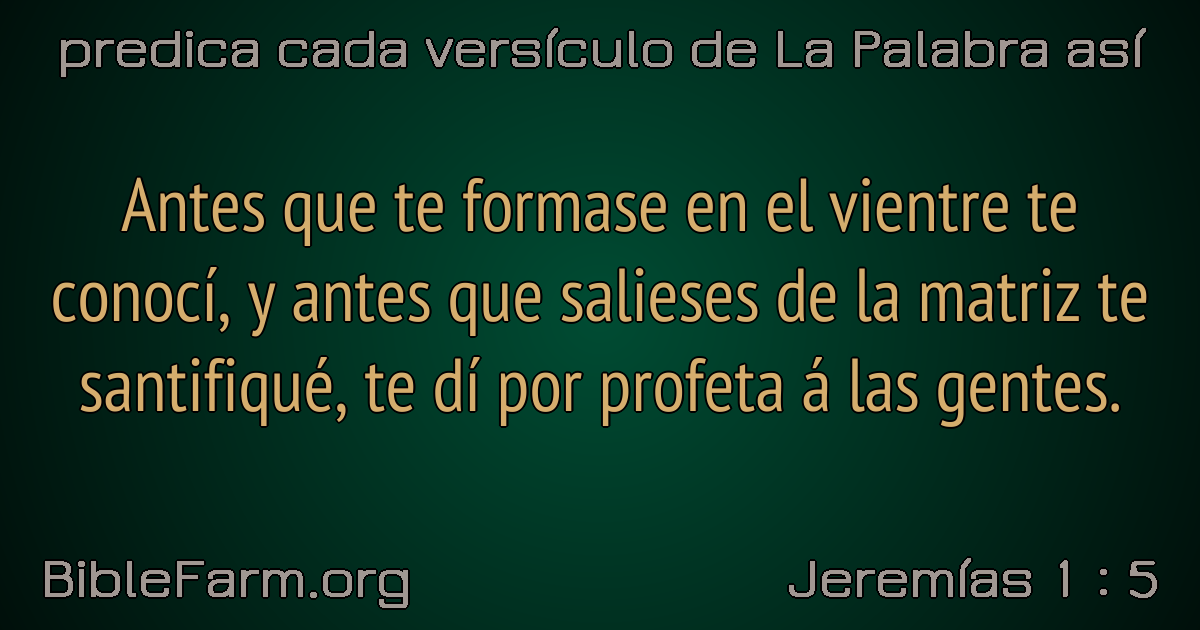 predica cada versículo de La Palabra así
Antes que te formase en el vientre te
conocí, y antes que salieses de la matriz te
santifiqué, te dí por profeta á las gentes.
BibleFarm.org
Jeremías 1 : 5